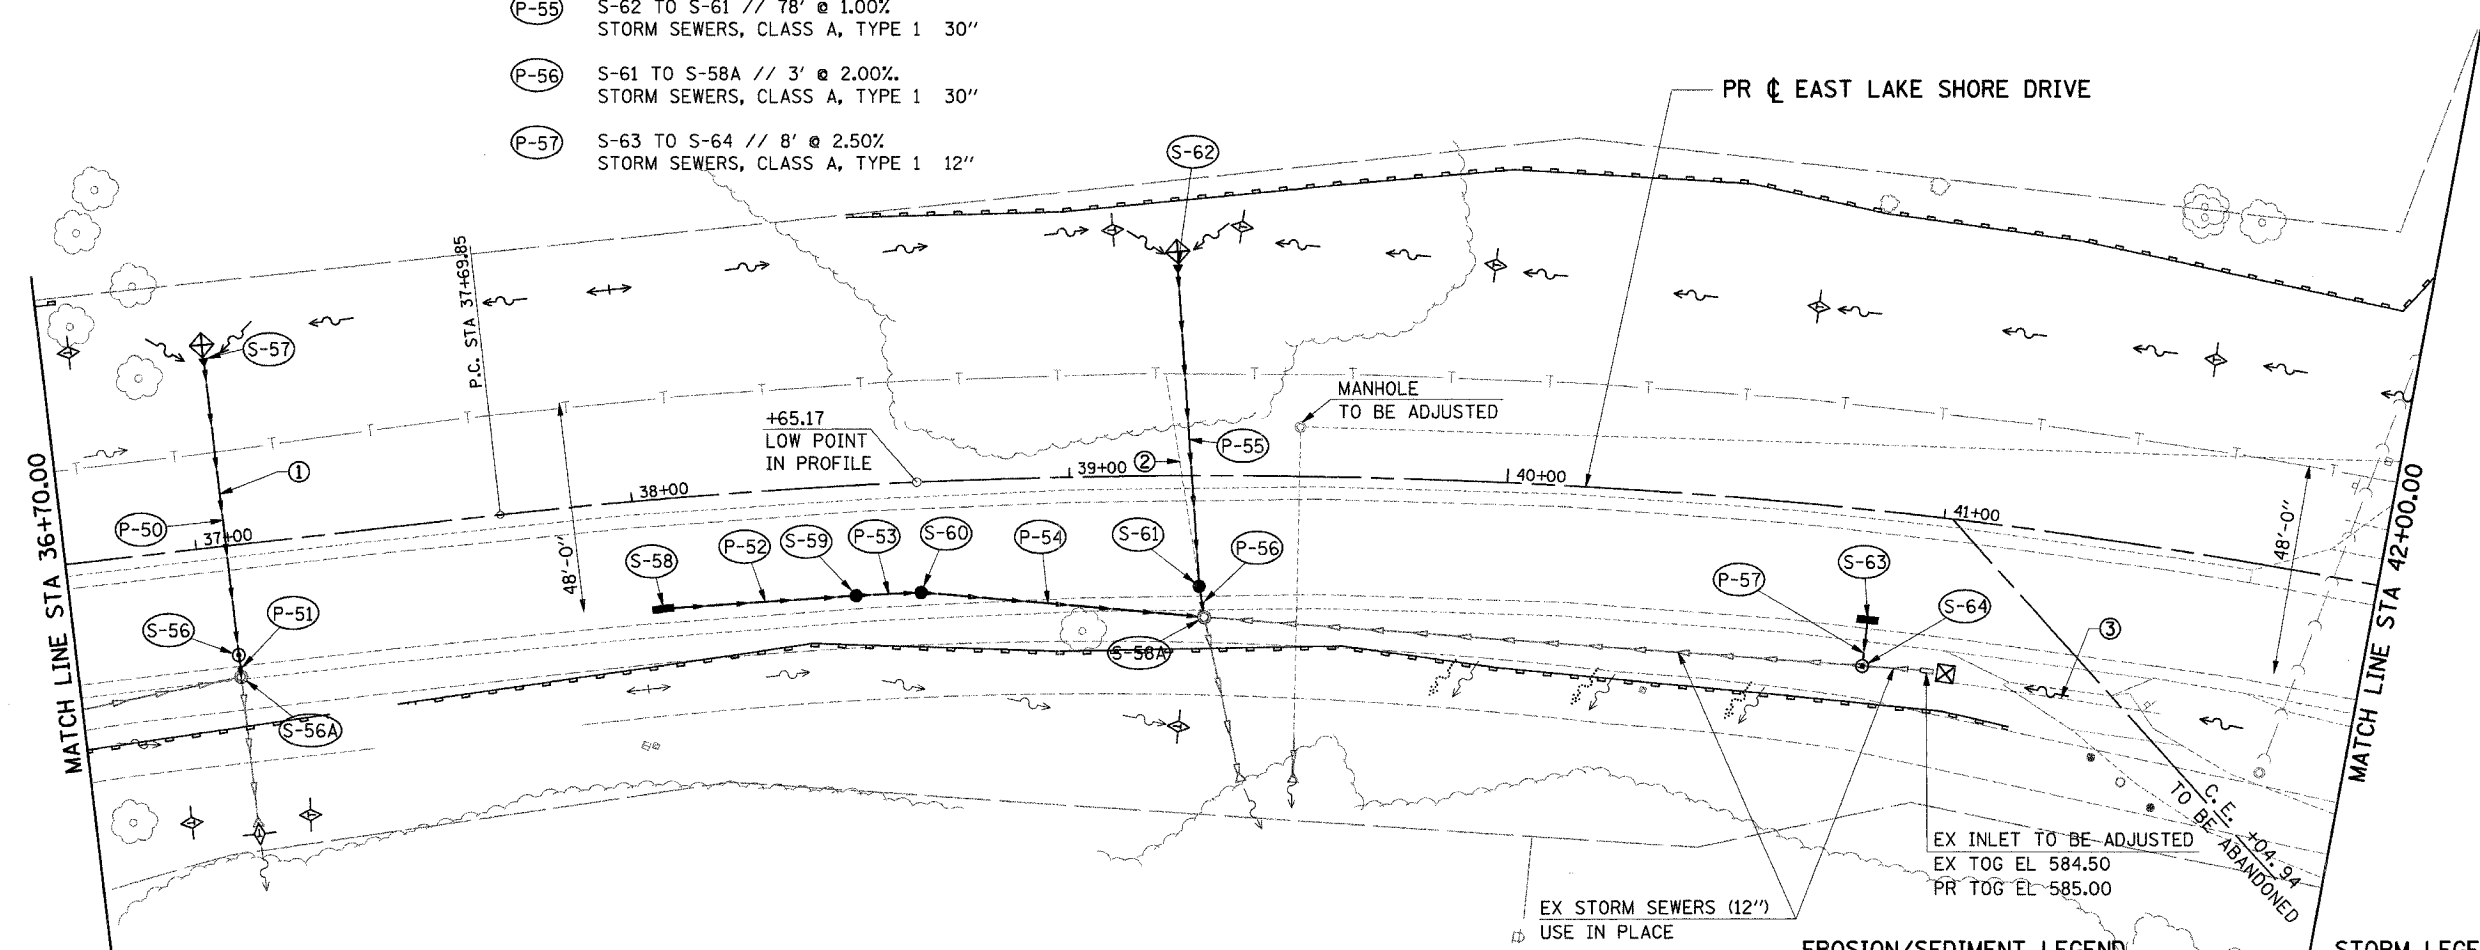 P-55 S-62 TO S-61 // 78' @ 1.00%
STORM SEWERS, CLASS A, TYPE 1 30"
P-56 S-61 TO S-58A // 3' @ 2.00%.
STORM SEWERS, CLASS A, TYPE 1 30"
P-57 S-63 TO S-64 // 8' @ 2.50%
STORM SEWERS, CLASS A, TYPE 1 12"
PR ℄ EAST LAKE SHORE DRIVE
S-62
P.C. STA 37+69.85
S-57
MANHOLE
TO BE ADJUSTED
+65.17
LOW POINT
IN PROFILE
P-55
1
2
39+00
40+00
38+00
41+00
37+00
P-50
48'-0"
48'-0"
MATCH LINE STA 36+70.00
MATCH LINE STA 42+00.00
S-58
P-52
S-59
P-53
S-60
P-54
S-61
P-56
P-57
S-63
S-64
3
S-56
P-51
S-56A
S-58A
C.E. +04.94
TO BE ABANDONED
EX INLET TO BE ADJUSTED
EX TOG EL 584.50
PR TOG EL 585.00
EX STORM SEWERS (12")
USE IN PLACE
EROSION/SEDIMENT LEGEND